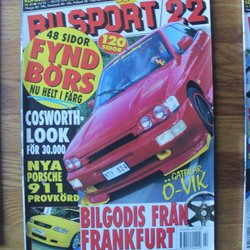 BILSPORT 22
48 SIDOR
FYND
BÖRS
NU HELT I FÄRG
120
SIDOR
COSWORTH-
LOOK
FÖR 30.000
NYA
PORSCHE
911
PROVKÖRD
...GATBILAR
Ö-VIK
BILGODIS FRÅN
FRANKFURT